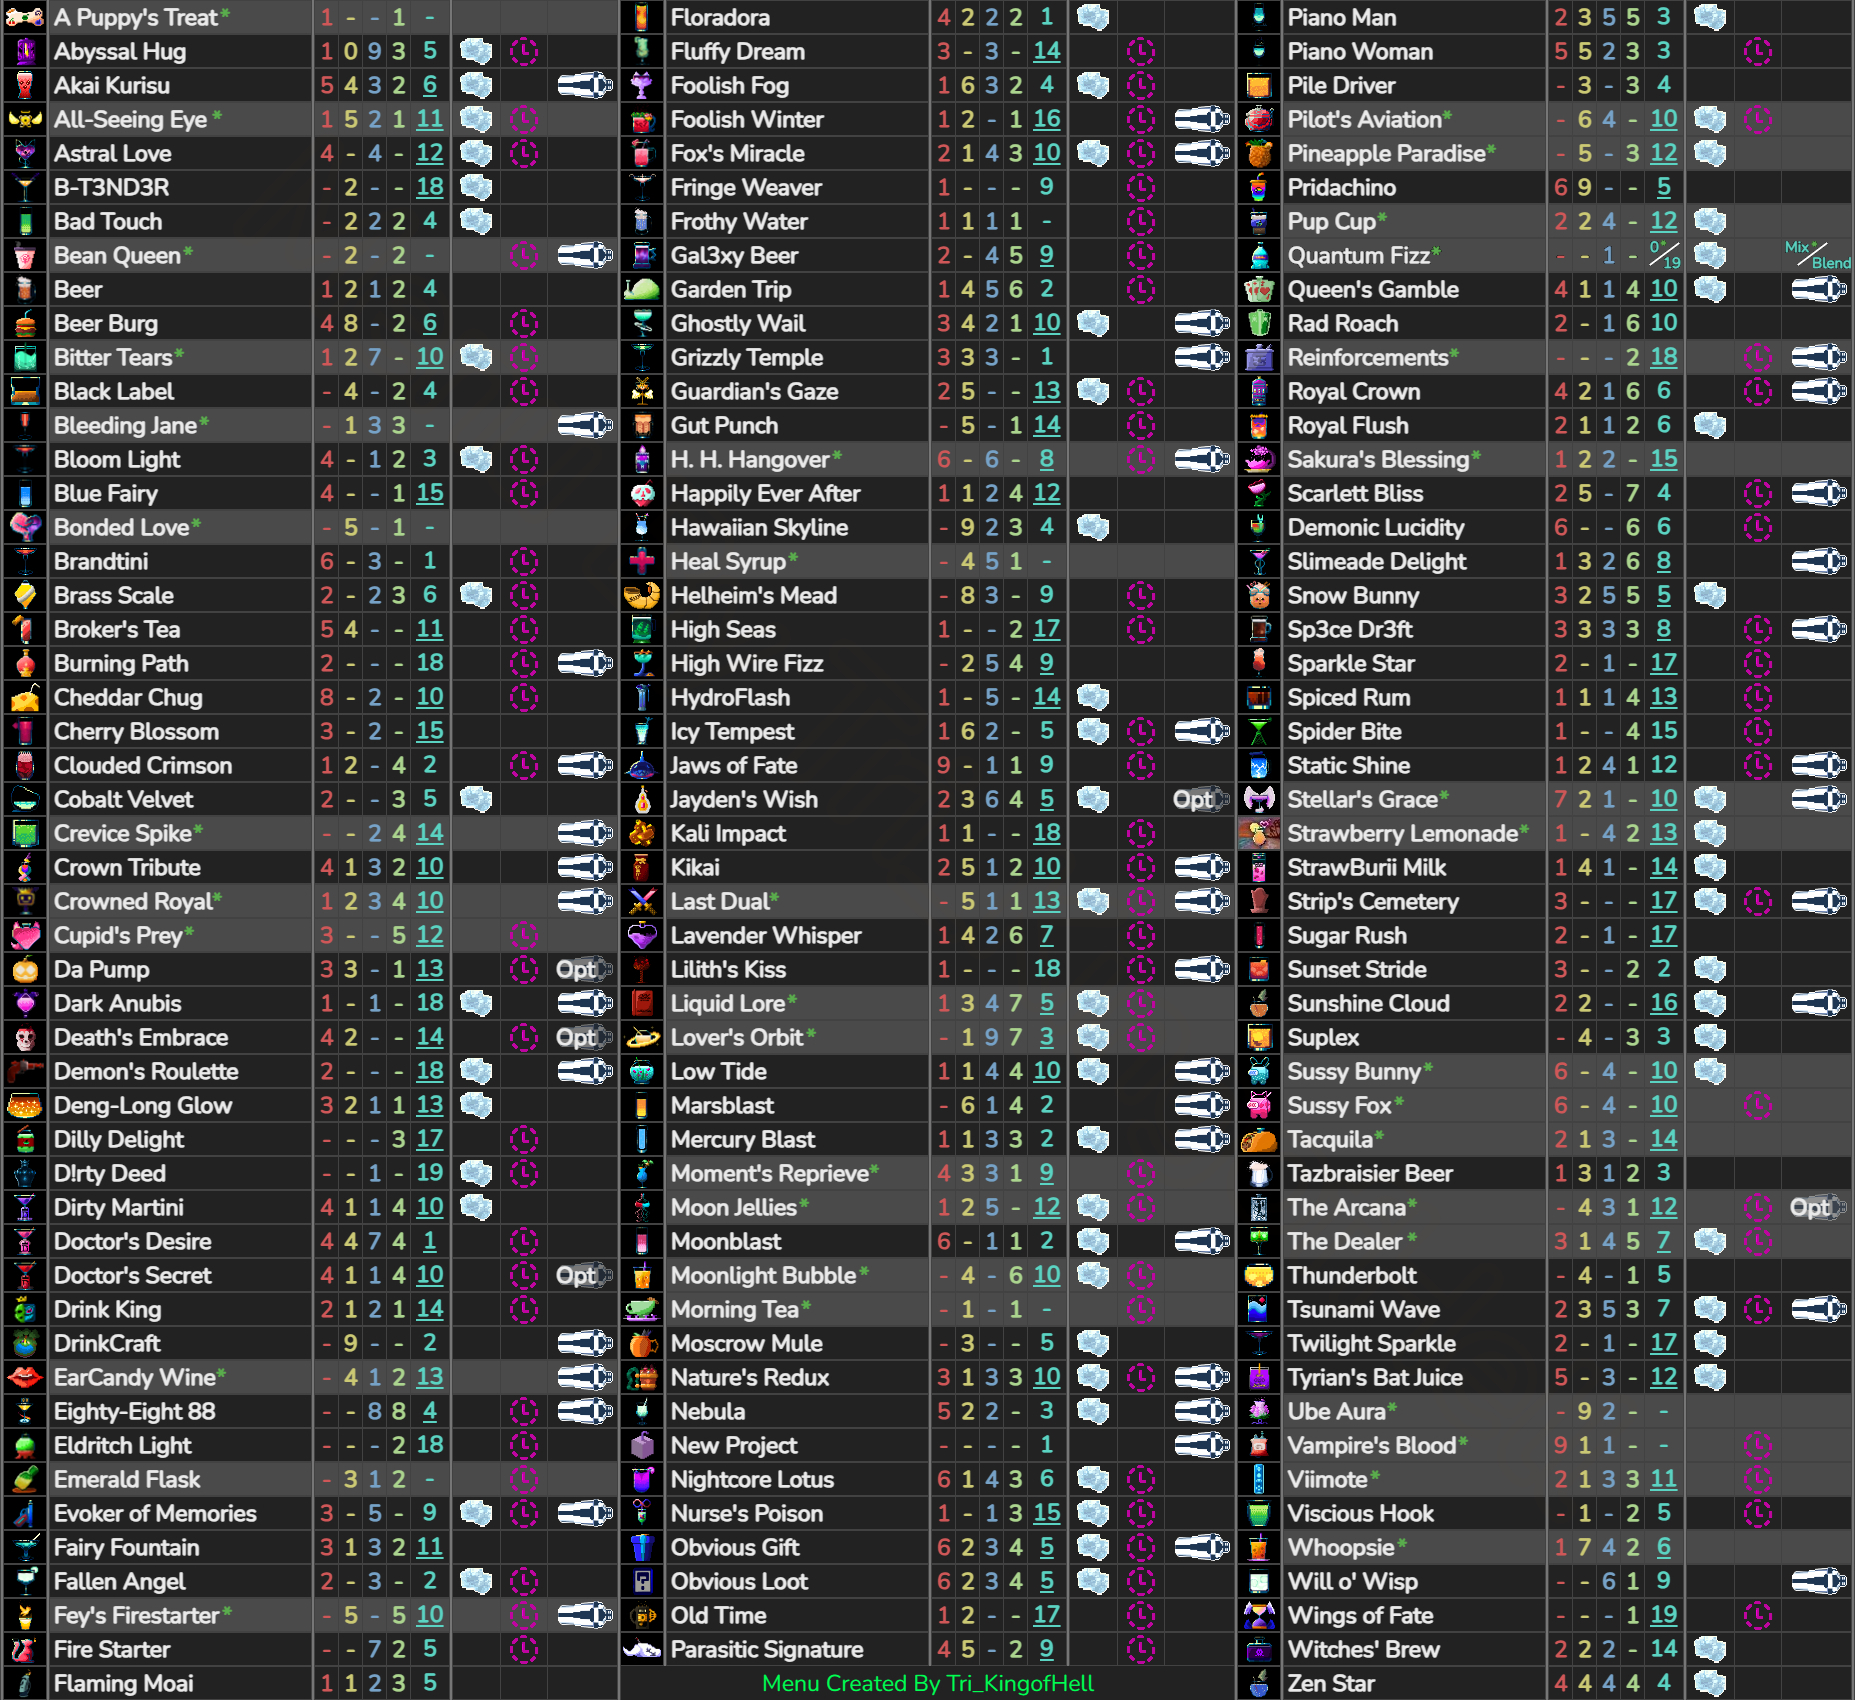 A Puppy's Treat* 1 - - 1 -
Abyssal Hug 1 0 9 3 5
Akai Kurisu 5 4 3 2 6
All-Seeing Eye* 1 5 2 1 11
Astral Love 4 - 4 - 12
B-T3ND3R - 2 - - 18
Bad Touch - 2 2 2 4
Bean Queen* - 2 - 2 -
Beer 1 2 1 2 4
Beer Burg 4 8 - 2 6
Bitter Tears* 1 2 7 - 10
Black Label - 4 - 2 4
Bleeding Jane* - 1 3 3 -
Bloom Light 4 - 1 2 3
Blue Fairy 4 - - 1 15
Bonded Love* - 5 - 1 -
Brandtini 6 - 3 - 1
Brass Scale 2 - 2 3 6
Broker's Tea 5 4 - - 11
Burning Path 2 - - - 18
Cheddar Chug 8 - 2 - 10
Cherry Blossom 3 - 2 - 15
Clouded Crimson 1 2 - 4 2
Cobalt Velvet 2 - - 3 5
Crevice Spike* - - 2 4 14
Crown Tribute 4 1 3 2 10
Crowned Royal* 1 2 3 4 10
Cupid's Prey* 3 - - 5 12
Da Pump 3 3 - 1 13 Opt
Dark Anubis 1 - 1 - 18
Death's Embrace 4 2 - - 14 Opt
Demon's Roulette 2 - - - 18
Deng-Long Glow 3 2 1 1 13
Dilly Delight - - - 3 17
Dirty Deed - - 1 - 19
Dirty Martini 4 1 1 4 10
Doctor's Desire 4 4 7 4 1
Doctor's Secret 4 1 1 4 10 Opt
Drink King 2 1 2 1 14
DrinkCraft - 9 - - 2
EarCandy Wine* - 4 1 2 13
Eighty-Eight 88 - - 8 8 4
Eldritch Light - - - 2 18
Emerald Flask - 3 1 2 -
Evoker of Memories 3 - 5 - 9
Fairy Fountain 3 1 3 2 11
Fallen Angel 2 - 3 - 2
Fey's Firestarter* - 5 - 5 10
Fire Starter - - 7 2 5
Flaming Moai 1 1 2 3 5
Floradora 4 2 2 2 1
Fluffy Dream 3 - 3 - 14
Foolish Fog 1 6 3 2 4
Foolish Winter 1 2 - 1 16
Fox's Miracle 2 1 4 3 10
Fringe Weaver 1 - - - 9
Frothy Water 1 1 1 1 -
Gal3xy Beer 2 - 4 5 9
Garden Trip 1 4 5 6 2
Ghostly Wail 3 4 2 1 10
Grizzly Temple 3 3 3 - 1
Guardian's Gaze 2 5 - - 13
Gut Punch - 5 - 1 14
H. H. Hangover* 6 - 6 - 8
Happily Ever After 1 1 2 4 12
Hawaiian Skyline - 9 2 3 4
Heal Syrup* - 4 5 1 -
Helheim's Mead - 8 3 - 9
High Seas 1 - - 2 17
High Wire Fizz - 2 5 4 9
HydroFlash 1 - 5 - 14
Icy Tempest 1 6 2 - 5
Jaws of Fate 9 - 1 1 9
Jayden's Wish 2 3 6 4 5 Opt
Kali Impact 1 1 - - 18
Kikai 2 5 1 2 10
Last Dual* - 5 1 1 13
Lavender Whisper 1 4 2 6 7
Lilith's Kiss 1 - - - 18
Liquid Lore* 1 3 4 7 5
Lover's Orbit* - 1 9 7 3
Low Tide 1 1 4 4 10
Marsblast - 6 1 4 2
Mercury Blast 1 1 3 3 2
Moment's Reprieve* 4 3 3 1 9
Moon Jellies* 1 2 5 - 12
Moonblast 6 - 1 1 2
Moonlight Bubble* - 4 - 6 10
Morning Tea* - 1 - 1 -
Moscrow Mule - 3 - - 5
Nature's Redux 3 1 3 3 10
Nebula 5 2 2 - 3
New Project - - - - 1
Nightcore Lotus 6 1 4 3 6
Nurse's Poison 1 - 1 3 15
Obvious Gift 6 2 3 4 5
Obvious Loot 6 2 3 4 5
Old Time 1 2 - - 17
Parasitic Signature 4 5 - 2 9
Menu Created By Tri_KingofHell
Piano Man 2 3 5 5 3
Piano Woman 5 5 2 3 3
Pile Driver - 3 - 3 4
Pilot's Aviation* - 6 4 - 10
Pineapple Paradise* - 5 - 3 12
Pridachino 6 9 - - 5
Pup Cup* 2 2 4 - 12
Quantum Fizz* - - 1 - 0*/19 Mix*/Blend
Queen's Gamble 4 1 1 4 10
Rad Roach 2 - 1 6 10
Reinforcements* - - - 2 18
Royal Crown 4 2 1 6 6
Royal Flush 2 1 1 2 6
Sakura's Blessing* 1 2 2 - 15
Scarlett Bliss 2 5 - 7 4
Demonic Lucidity 6 - - 6 6
Slimeade Delight 1 3 2 6 8
Snow Bunny 3 2 5 5 5
Sp3ce Dr3ft 3 3 3 3 8
Sparkle Star 2 - 1 - 17
Spiced Rum 1 1 1 4 13
Spider Bite 1 - - 4 15
Static Shine 1 2 4 1 12
Stellar's Grace* 7 2 1 - 10
Strawberry Lemonade* 1 - 4 2 13
StrawBurii Milk 1 4 1 - 14
Strip's Cemetery 3 - - - 17
Sugar Rush 2 - 1 - 17
Sunset Stride 3 - - 2 2
Sunshine Cloud 2 2 - - 16
Suplex - 4 - 3 3
Sussy Bunny* 6 - 4 - 10
Sussy Fox* 6 - 4 - 10
Tacquila* 2 1 3 - 14
Tazbraisier Beer 1 3 1 2 3
The Arcana* - 4 3 1 12 Opt
The Dealer* 3 1 4 5 7
Thunderbolt - 4 - 1 5
Tsunami Wave 2 3 5 3 7
Twilight Sparkle 2 - 1 - 17
Tyrian's Bat Juice 5 - 3 - 12
Ube Aura* - 9 2 - -
Vampire's Blood* 9 1 1 - -
Viimote* 2 1 3 3 11
Viscious Hook - 1 - 2 5
Whoopsie* 1 7 4 2 6
Will o' Wisp - - 6 1 9
Wings of Fate - - - 1 19
Witches' Brew 2 2 2 - 14
Zen Star 4 4 4 4 4